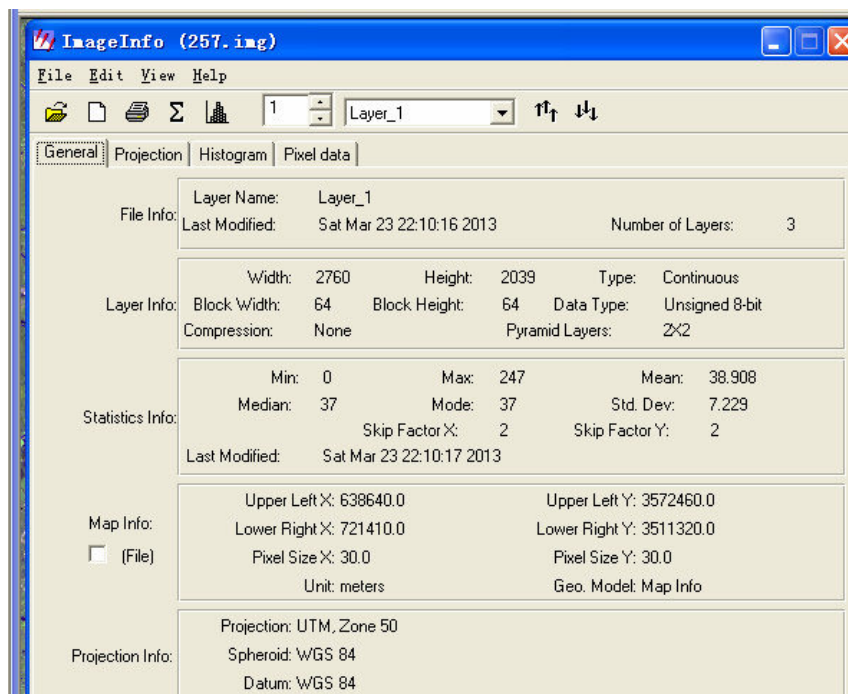 ImageInfo (257.img)
File Edit View Help
1 Layer_1
General Projection Histogram Pixel data
File Info:
Layer Name: Layer_1
Last Modified: Sat Mar 23 22:10:16 2013 Number of Layers: 3
Layer Info:
Width: 2760 Height: 2039 Type: Continuous
Block Width: 64 Block Height: 64 Data Type: Unsigned 8-bit
Compression: None Pyramid Layers: 2X2
Statistics Info:
Min: 0 Max: 247 Mean: 38.908
Median: 37 Mode: 37 Std. Dev: 7.229
Skip Factor X: 2 Skip Factor Y: 2
Last Modified: Sat Mar 23 22:10:17 2013
Map Info:
(File)
Upper Left X: 638640.0 Upper Left Y: 3572460.0
Lower Right X: 721410.0 Lower Right Y: 3511320.0
Pixel Size X: 30.0 Pixel Size Y: 30.0
Unit: meters Geo. Model: Map Info
Projection Info:
Projection: UTM, Zone 50
Spheroid: WGS 84
Datum: WGS 84